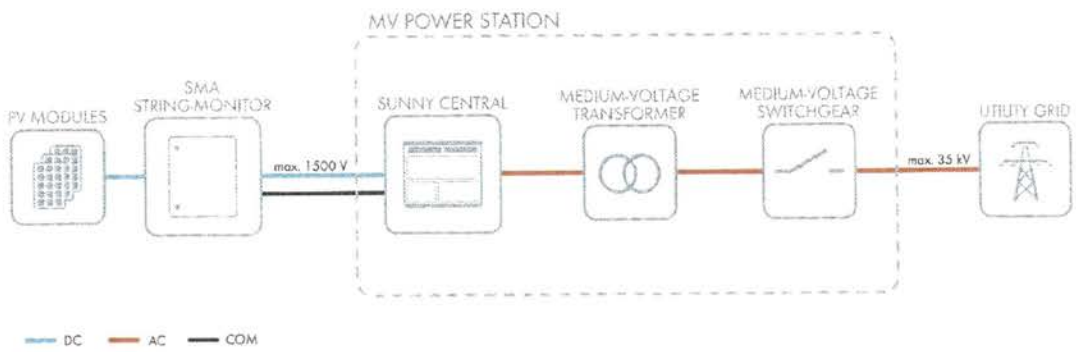 MV POWER STATION
SMA
STRING-MONITOR
PV MODULES
SUNNY CENTRAL
MEDIUM-VOLTAGE
TRANSFORMER
MEDIUM-VOLTAGE
SWITCHGEAR
UTILITY GRID
max. 1500 V
max. 35 kV
DC AC COM